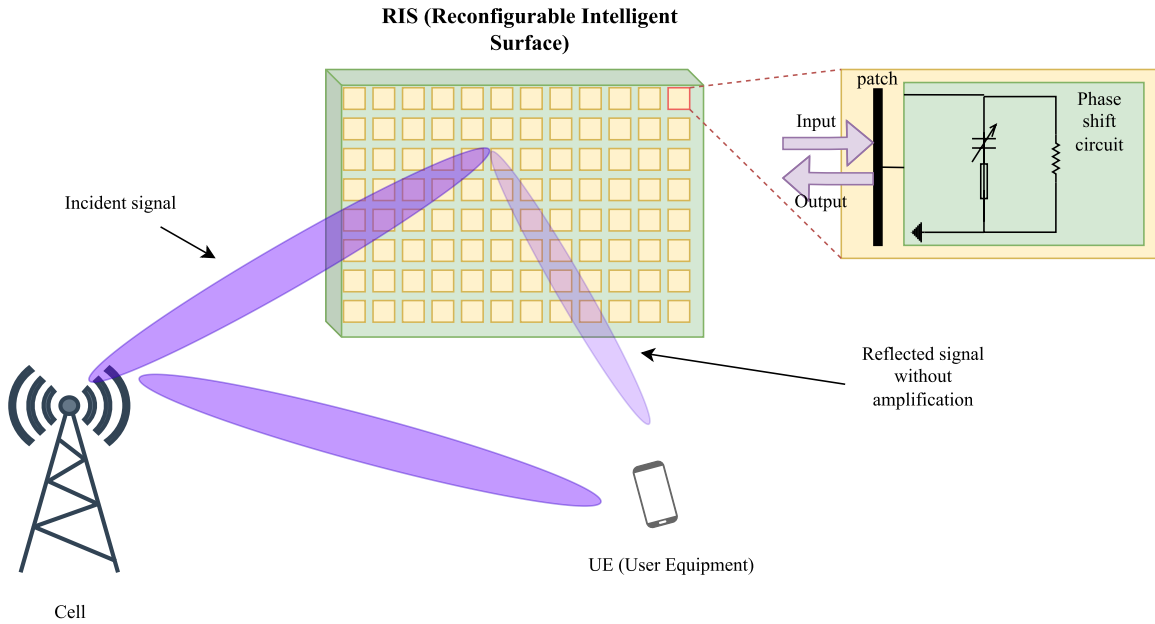 RIS (Reconfigurable Intelligent
Surface)
patch
Phase
shift
circuit
Input
Output
Incident signal
Reflected signal
without
amplification
UE (User Equipment)
Cell